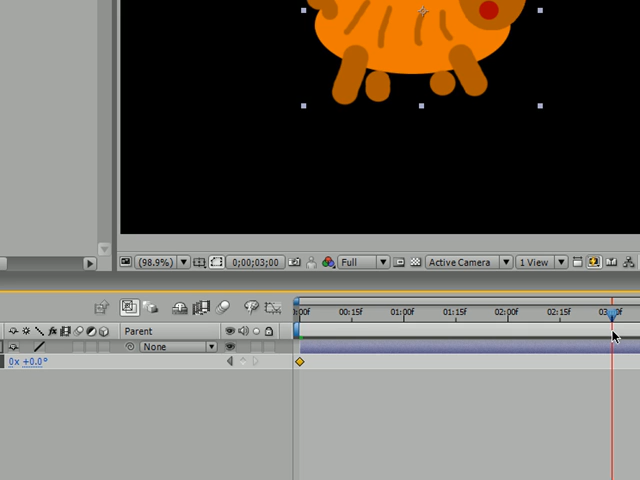 (98.9%) 0;00;03;00 Full Active Camera 1 View
0:00f 00:15f 01:00f 01:15f 02:00f 02:15f
Parent
None
0x +0.0°